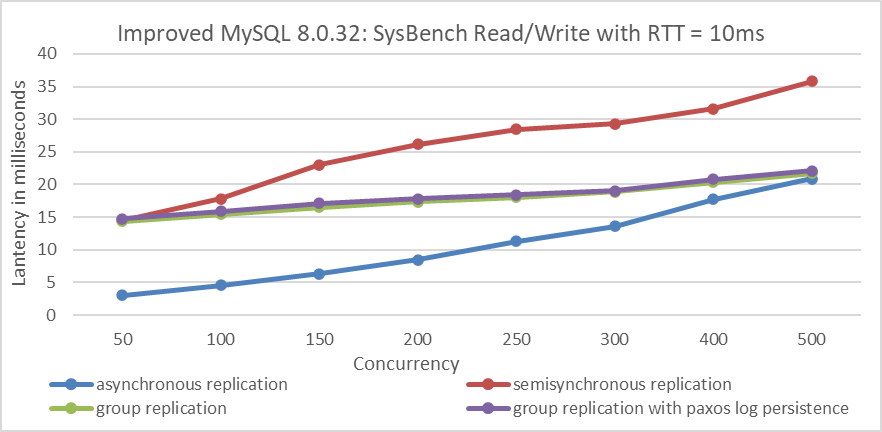 Improved MySQL 8.0.32: SysBench Read/Write with RTT = 10ms
Lantency in milliseconds
40
35
30
25
20
15
10
5
0
50 100 150 200 250 300 400 500
Concurrency
asynchronous replication semisynchronous replication
group replication group replication with paxos log persistence